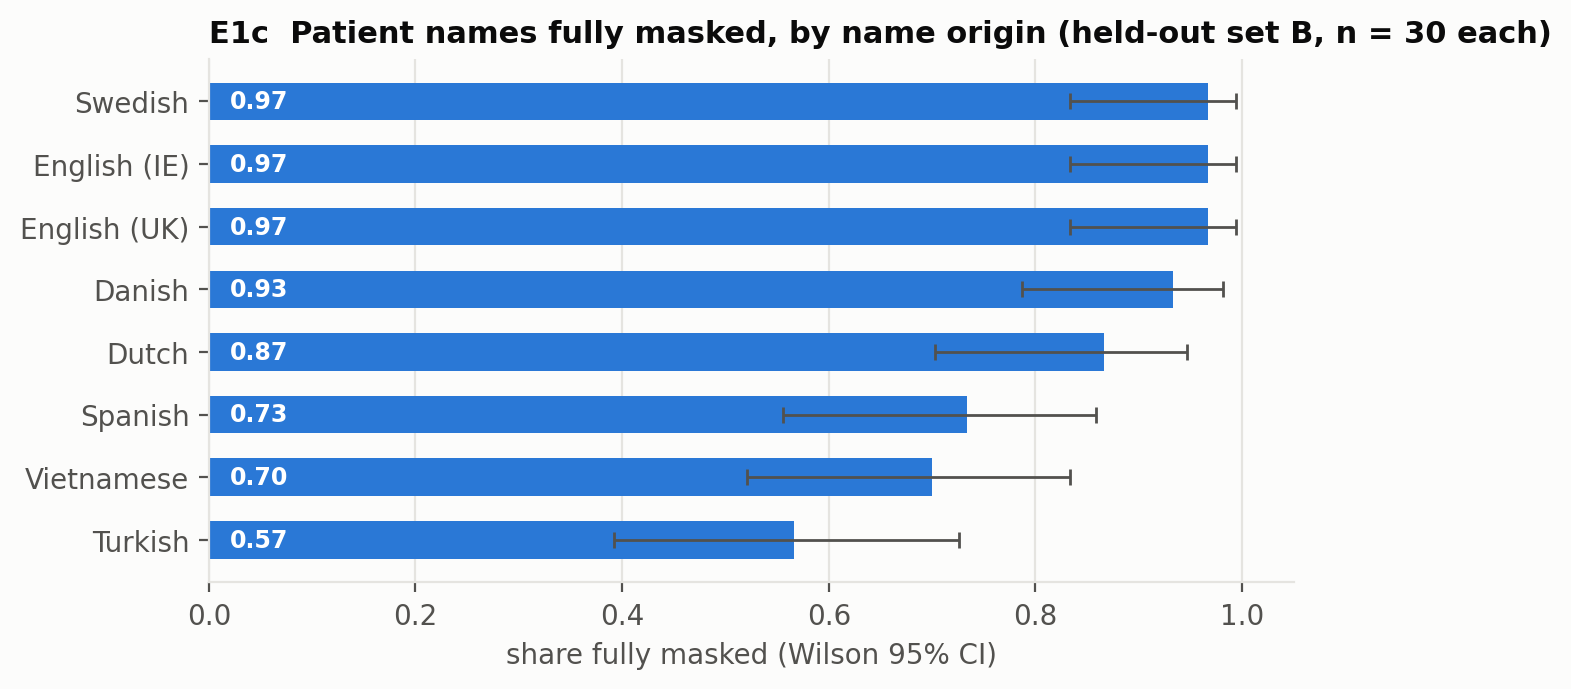 E1c  Patient names fully masked, by name origin (held-out set B, n = 30 each)
Swedish 0.97
English (IE) 0.97
English (UK) 0.97
Danish 0.93
Dutch 0.87
Spanish 0.73
Vietnamese 0.70
Turkish 0.57
0.0 0.2 0.4 0.6 0.8 1.0
share fully masked (Wilson 95% CI)